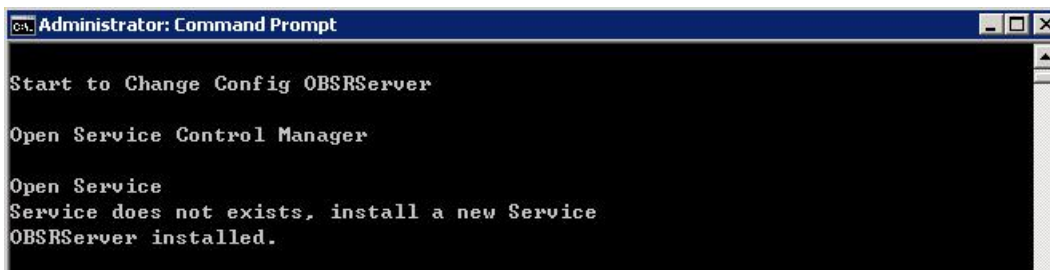 Administrator: Command Prompt
Start to Change Config OBSRServer
Open Service Control Manager
Open Service
Service does not exists, install a new Service
OBSRServer installed.